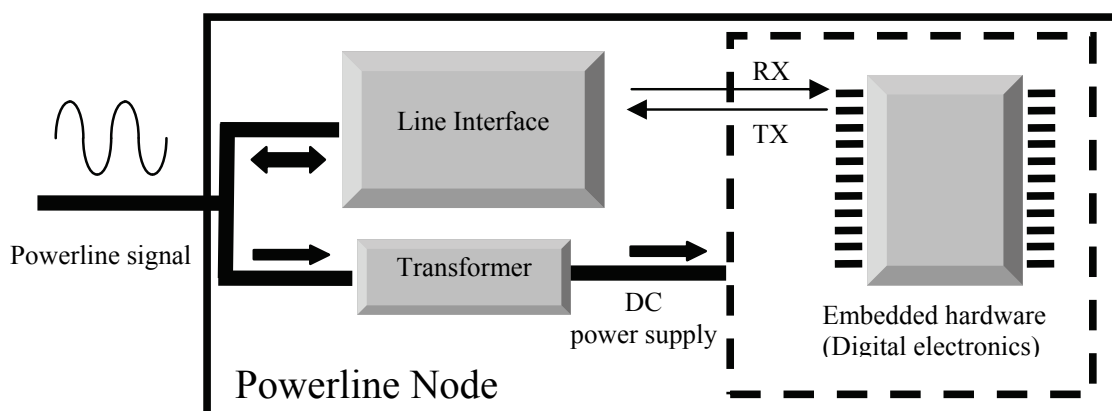 RX
Line Interface
TX
Powerline signal
Transformer
DC
power supply
Embedded hardware
(Digital electronics)
Powerline Node